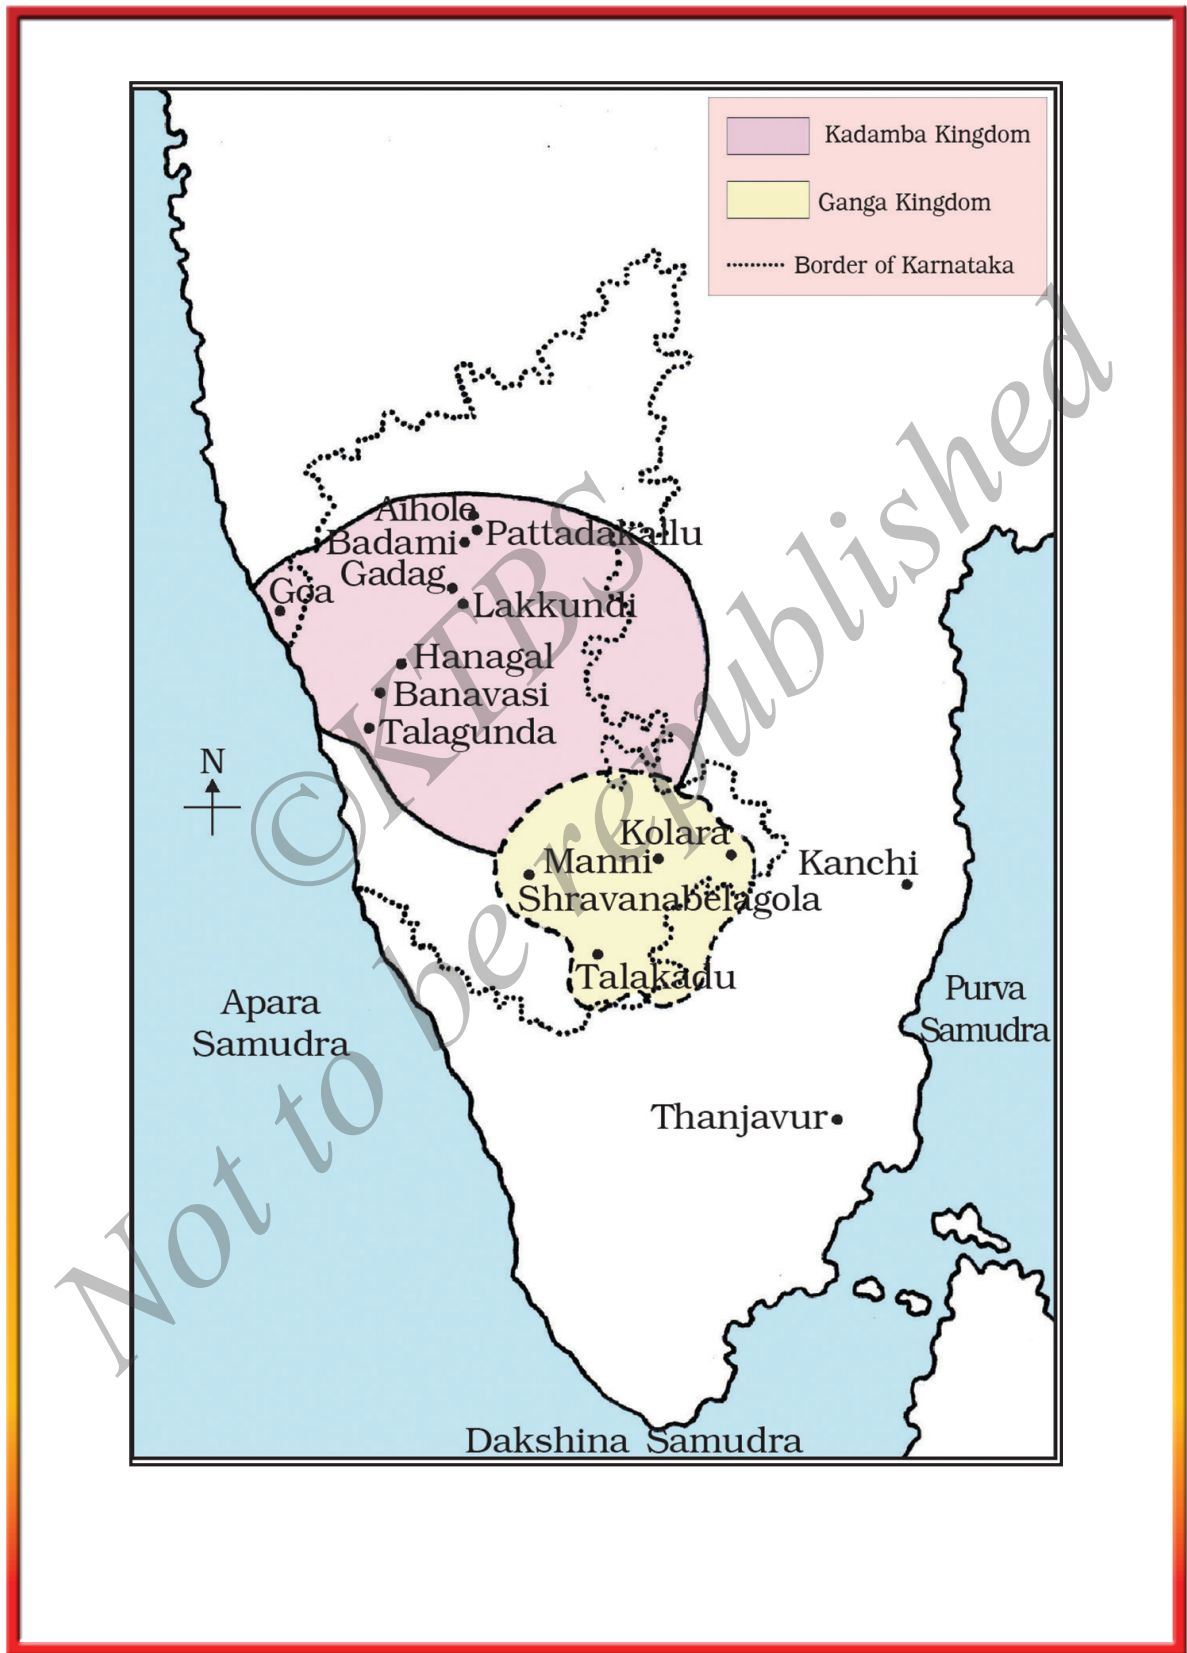 Kadamba Kingdom
Ganga Kingdom
Border of Karnataka
Aihole
Pattadakallu
Badami
Gadag
Goa
Lakkundi
Hanagal
Banavasi
Talagunda
N
Kolara
Manni
Kanchi
Shravanabelagola
Talakadu
Apara
Samudra
Purva
Samudra
Thanjavur
Dakshina Samudra
©KTBS
Not to be republished